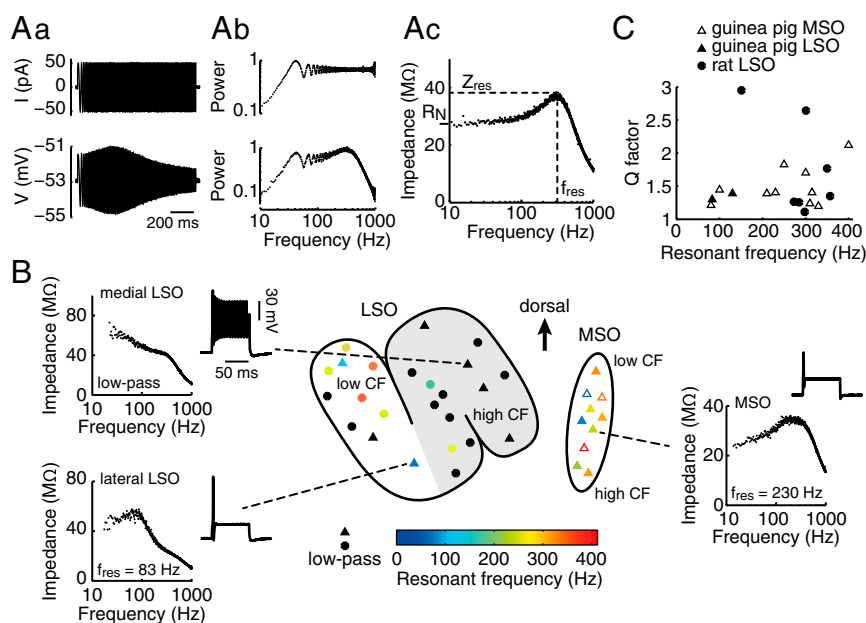 Aa
I (pA)
50
0
−50
V (mV)
−51
−53
−55
200 ms
Ab
Power
1
0.1
Power
1
0.1
10
100
1000
Frequency (Hz)
Ac
Impedance (MΩ)
40
R_N
20
0
Z_res
f_res
10
100
1000
Frequency (Hz)
C
guinea pig MSO
guinea pig LSO
rat LSO
Q factor
3
2.5
2
1.5
1
0
100
200
300
400
Resonant frequency (Hz)
B
medial LSO
Impedance (MΩ)
80
40
0
low-pass
10
100
1000
Frequency (Hz)
30 mV
50 ms
lateral LSO
Impedance (MΩ)
80
40
0
f_res = 83 Hz
10
100
1000
Frequency (Hz)
LSO
low CF
high CF
dorsal
MSO
low CF
high CF
low-pass
0
100
200
300
400
Resonant frequency (Hz)
MSO
Impedance (MΩ)
40
20
0
f_res = 230 Hz
10
100
1000
Frequency (Hz)